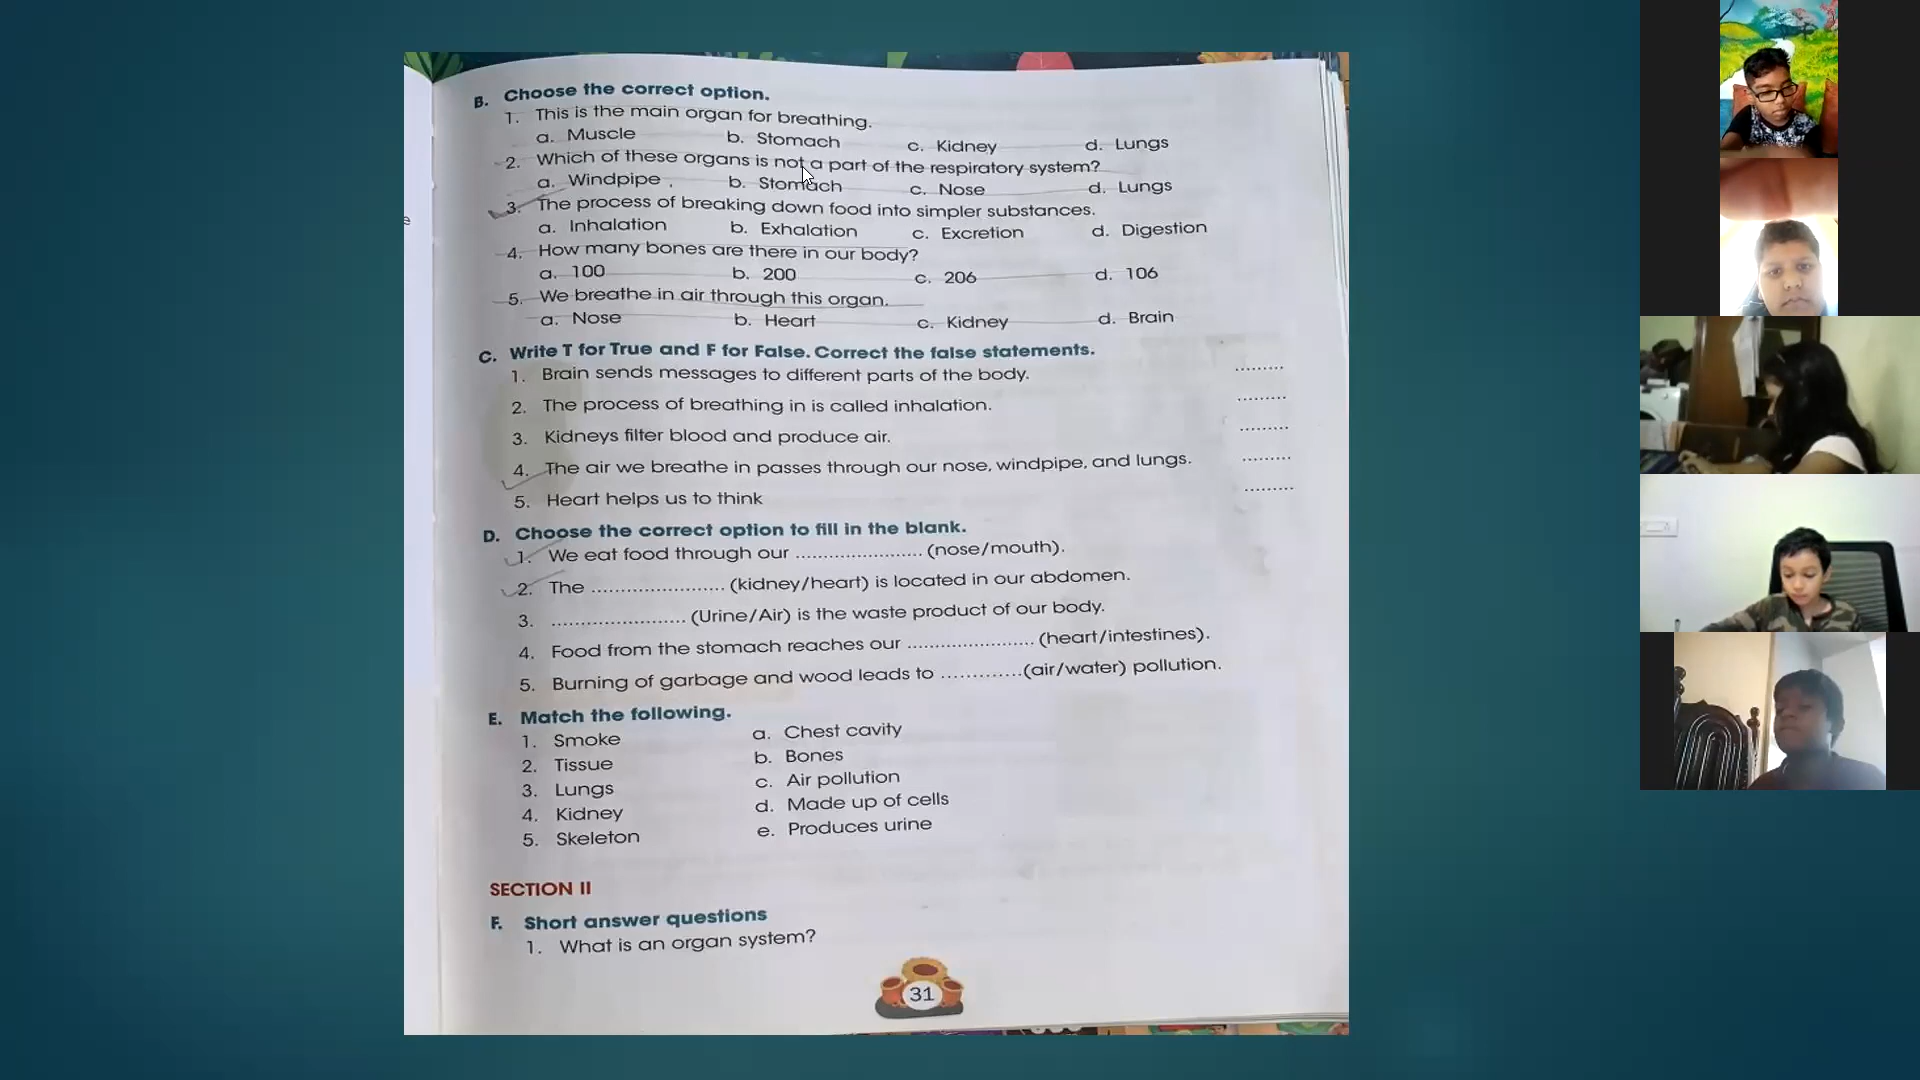 B. Choose the correct option.
1. This is the main organ for breathing.
a. Muscle b. Stomach c. Kidney d. Lungs
2. Which of these organs is not a part of the respiratory system?
a. Windpipe b. Stomach c. Nose d. Lungs
3. The process of breaking down food into simpler substances.
a. Inhalation b. Exhalation c. Excretion d. Digestion
4. How many bones are there in our body?
a. 100 b. 200 c. 206 d. 106
5. We breathe in air through this organ.
a. Nose b. Heart c. Kidney d. Brain
e
C. Write T for True and F for False. Correct the false statements.
1. Brain sends messages to different parts of the body. .........
2. The process of breathing in is called inhalation. .........
3. Kidneys filter blood and produce air. .........
4. The air we breathe in passes through our nose, windpipe, and lungs. .........
5. Heart helps us to think .........
D. Choose the correct option to fill in the blank.
1. We eat food through our ...................... (nose/mouth).
2. The ....................... (kidney/heart) is located in our abdomen.
3. ....................... (Urine/Air) is the waste product of our body.
4. Food from the stomach reaches our ...................... (heart/intestines).
5. Burning of garbage and wood leads to ..............(air/water) pollution.
E. Match the following.
1. Smoke a. Chest cavity
2. Tissue b. Bones
3. Lungs c. Air pollution
4. Kidney d. Made up of cells
5. Skeleton e. Produces urine
SECTION II
F. Short answer questions
1. What is an organ system?
31